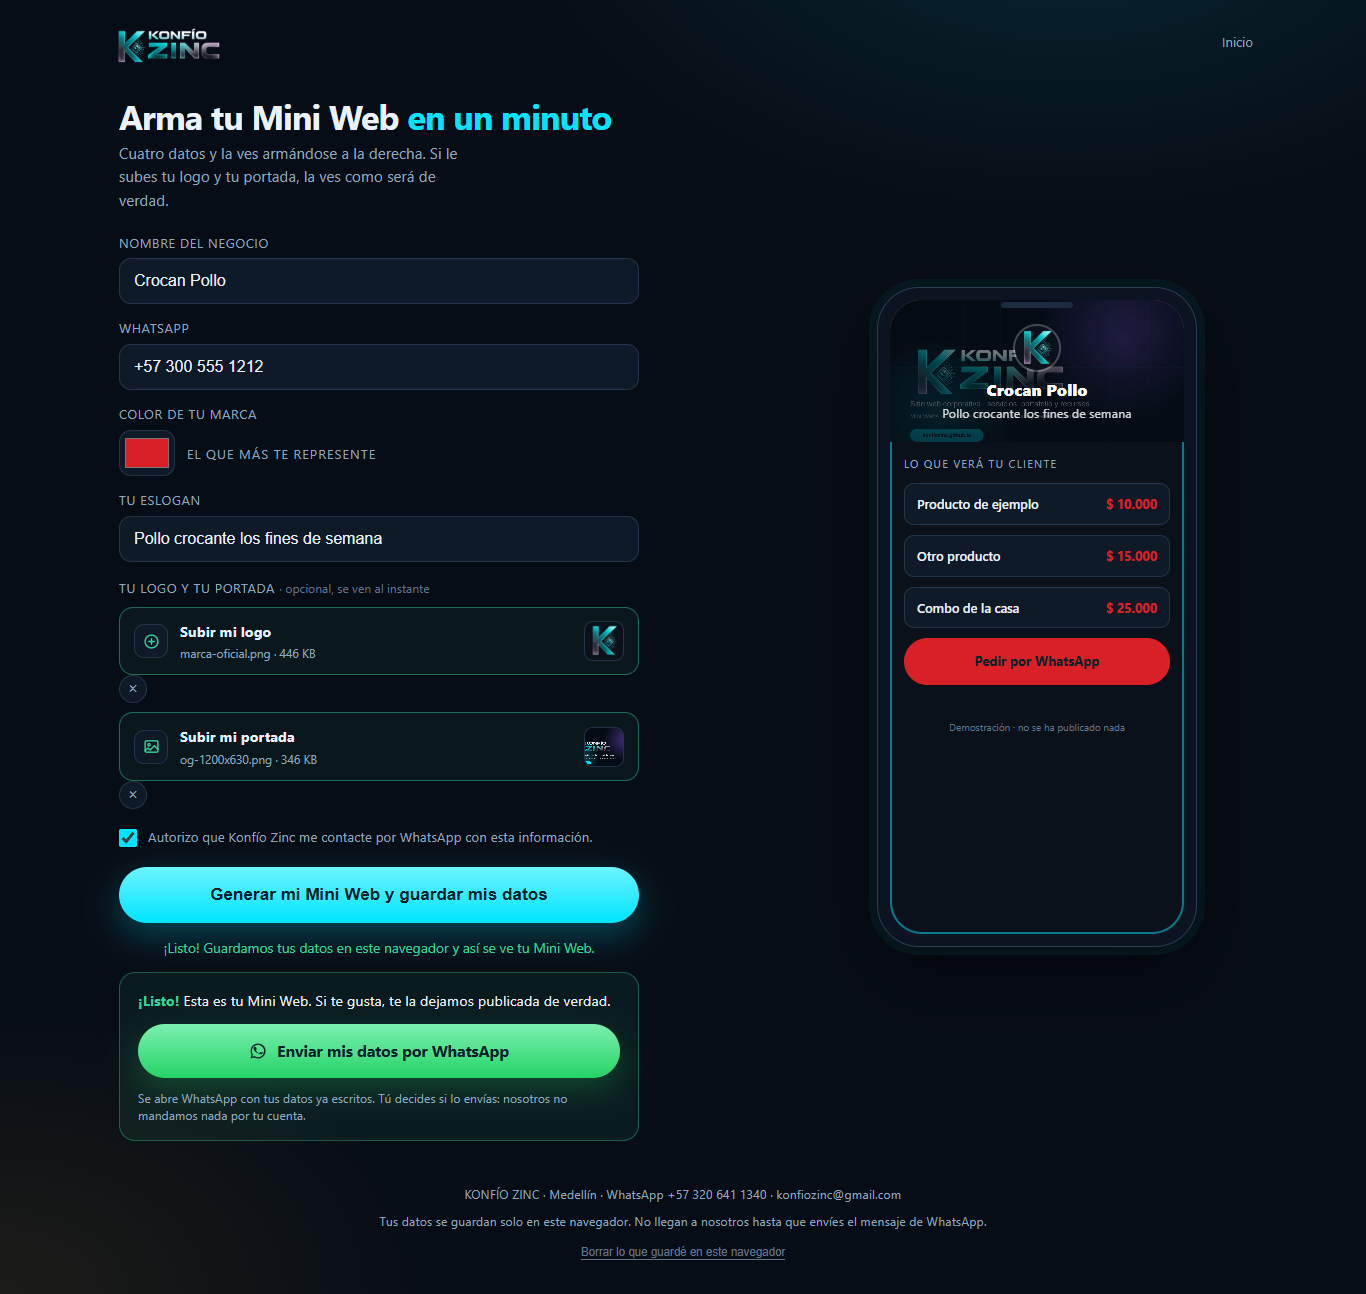 KONFÍO
ZINC
Inicio
Arma tu Mini Web en un minuto
Cuatro datos y la ves armándose a la derecha. Si le
subes tu logo y tu portada, la ves como será de
verdad.
NOMBRE DEL NEGOCIO
Crocan Pollo
WHATSAPP
+57 300 555 1212
COLOR DE TU MARCA
EL QUE MÁS TE REPRESENTE
TU ESLOGAN
Pollo crocante los fines de semana
TU LOGO Y TU PORTADA · opcional, se ven al instante
Subir mi logo
marca-oficial.png · 446 KB
×
Subir mi portada
og-1200x630.png · 346 KB
×
Autorizo que Konfío Zinc me contacte por WhatsApp con esta información.
Generar mi Mini Web y guardar mis datos
¡Listo! Guardamos tus datos en este navegador y así se ve tu Mini Web.
¡Listo! Esta es tu Mini Web. Si te gusta, te la dejamos publicada de verdad.
Enviar mis datos por WhatsApp
Se abre WhatsApp con tus datos ya escritos. Tú decides si lo envías: nosotros no
mandamos nada por tu cuenta.
Crocan Pollo
Pollo crocante los fines de semana
LO QUE VERÁ TU CLIENTE
Producto de ejemplo $ 10.000
Otro producto $ 15.000
Combo de la casa $ 25.000
Pedir por WhatsApp
Demostración · no se ha publicado nada
KONFÍO ZINC · Medellín · WhatsApp +57 320 641 1340 · konfiozinc@gmail.com
Tus datos se guardan solo en este navegador. No llegan a nosotros hasta que envíes el mensaje de WhatsApp.
Borrar lo que guardé en este navegador